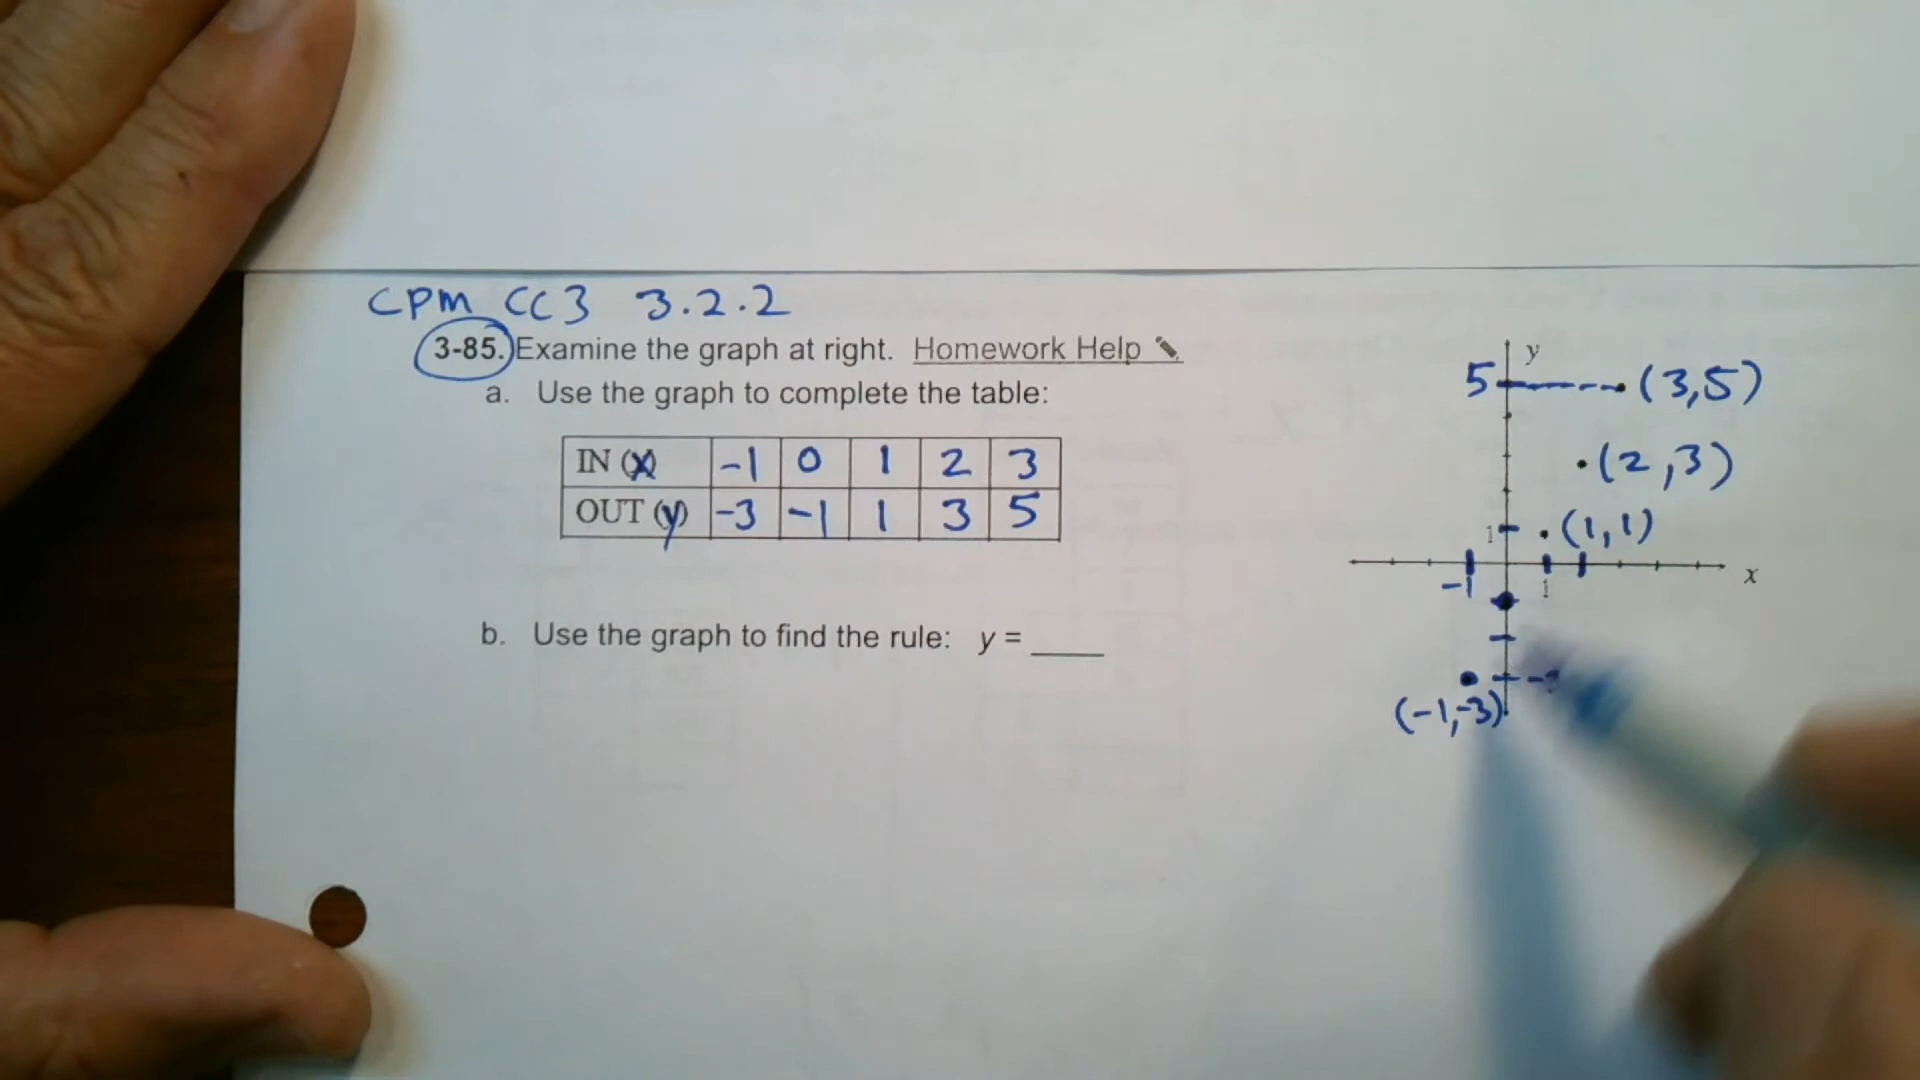 CPM CC3 3.2.2
3-85. Examine the graph at right. Homework Help ✎
a. Use the graph to complete the table:
IN (x) -1 0 1 2 3
OUT (y) -3 -1 1 3 5
b. Use the graph to find the rule: y = ____
y
5 (3,5)
(2,3)
1 (1,1)
x
-1 1
(-1,-3)